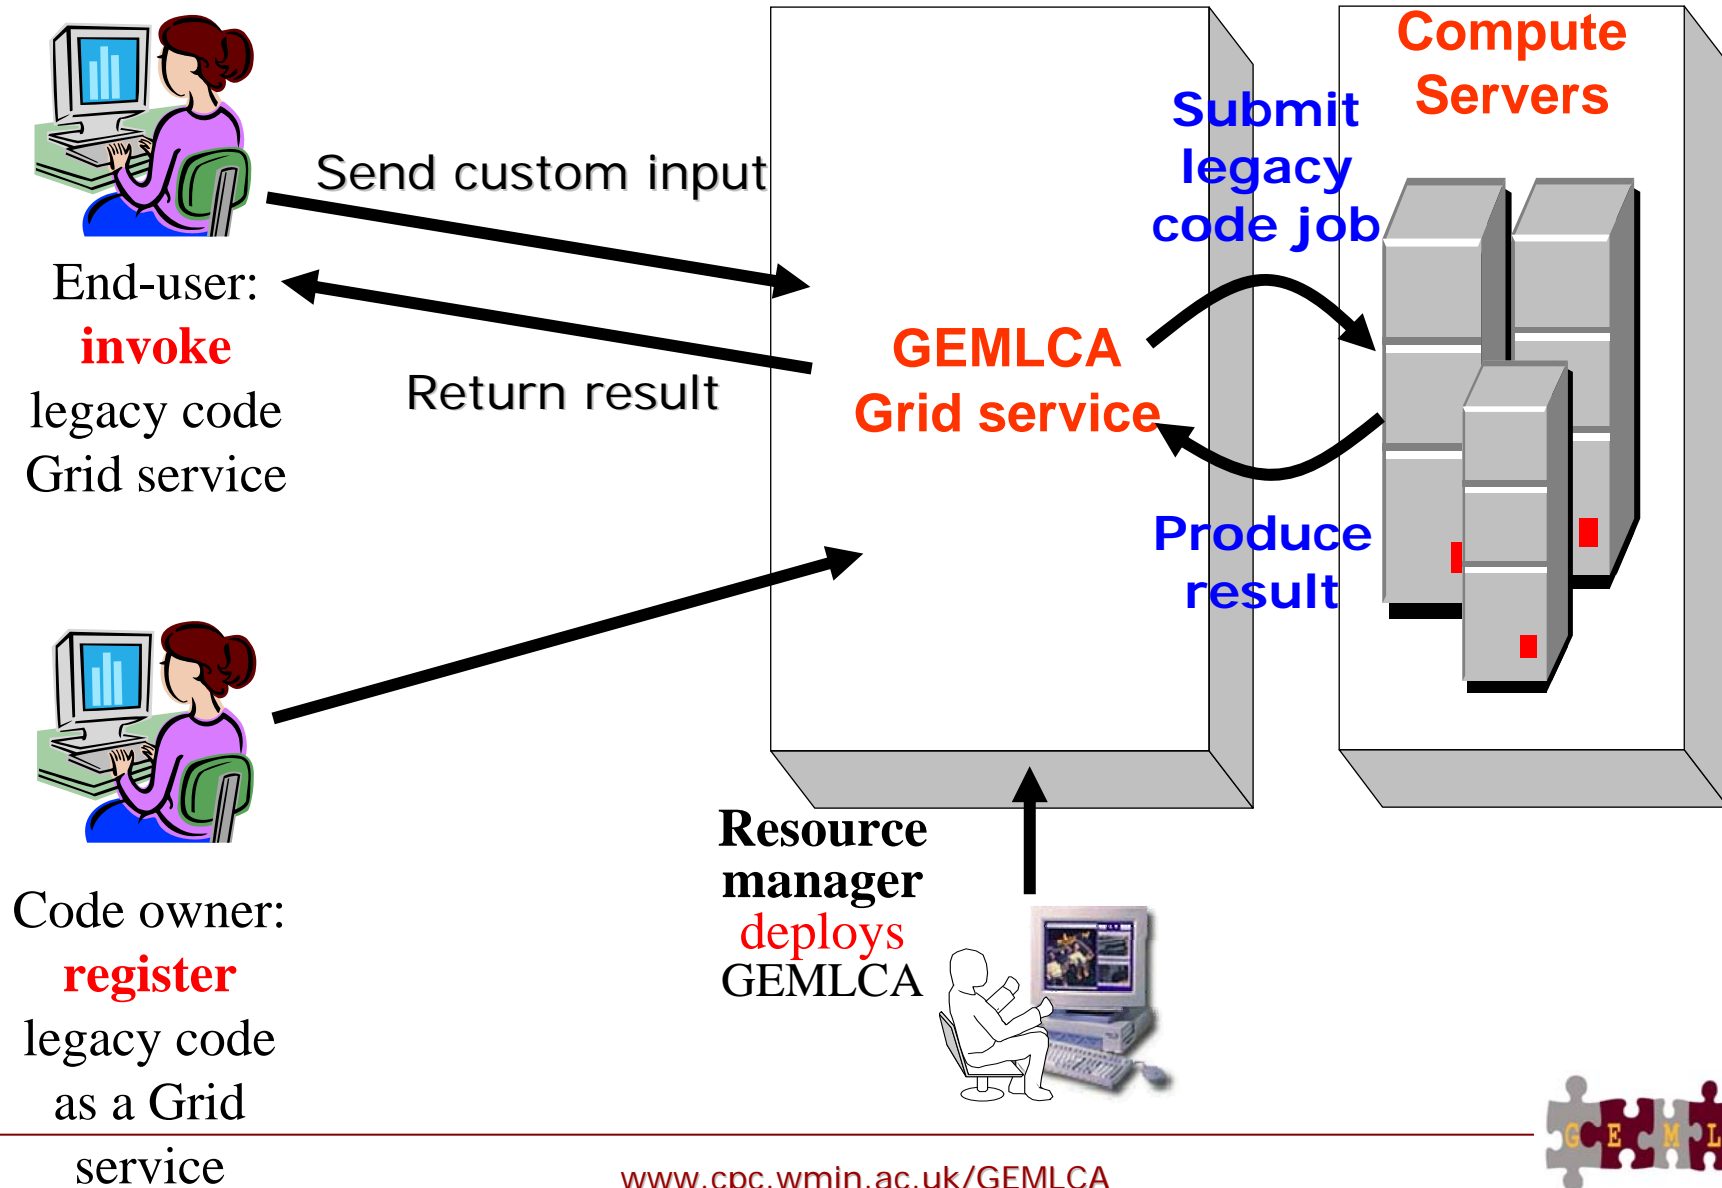 Compute
Servers
Submit
legacy
code job
Send custom input
End-user:
invoke
legacy code
Grid service
Return result
GEMLCA
Grid service
Produce
result
Resource
manager
deploys
GEMLCA
Code owner:
register
legacy code
as a Grid
service
www.cpc.wmin.ac.uk/GEMLCA
G E M L